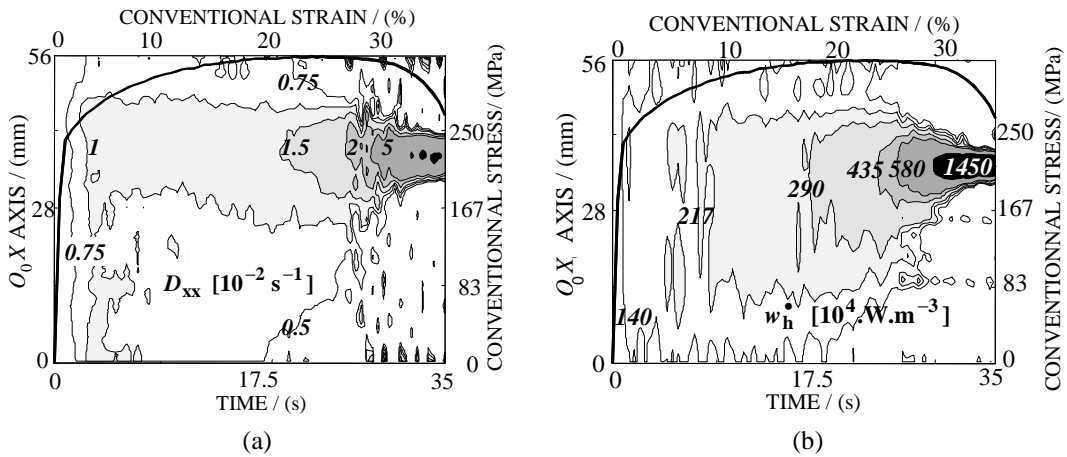 CONVENTIONAL STRAIN / (%)
0 10 20 30
56
28
0
O₀X AXIS / (mm)
0.75
1
1.5
2
5
0.75
0.5
Dxx [10⁻² s⁻¹]
250
167
83
0
CONVENTIONNAL STRESS/ (MPa)
0 17.5 35
TIME / (s)
(a)
CONVENTIONAL STRAIN / (%)
0 10 20 30
56
28
0
O₀X AXIS / (mm)
140
217
290
435
580
1450
ẇh [10⁴.W.m⁻³]
250
167
83
0
CONVENTIONNAL STRESS/ (MPa)
0 17.5 35
TIME / (s)
(b)